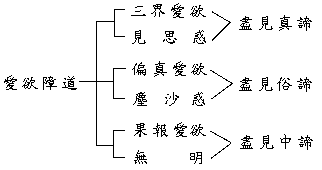 愛欲障道
三界愛欲
見思惑
盡見真諦
偏真愛欲
塵沙惑
盡見俗諦
果報愛欲
無明
盡見中諦